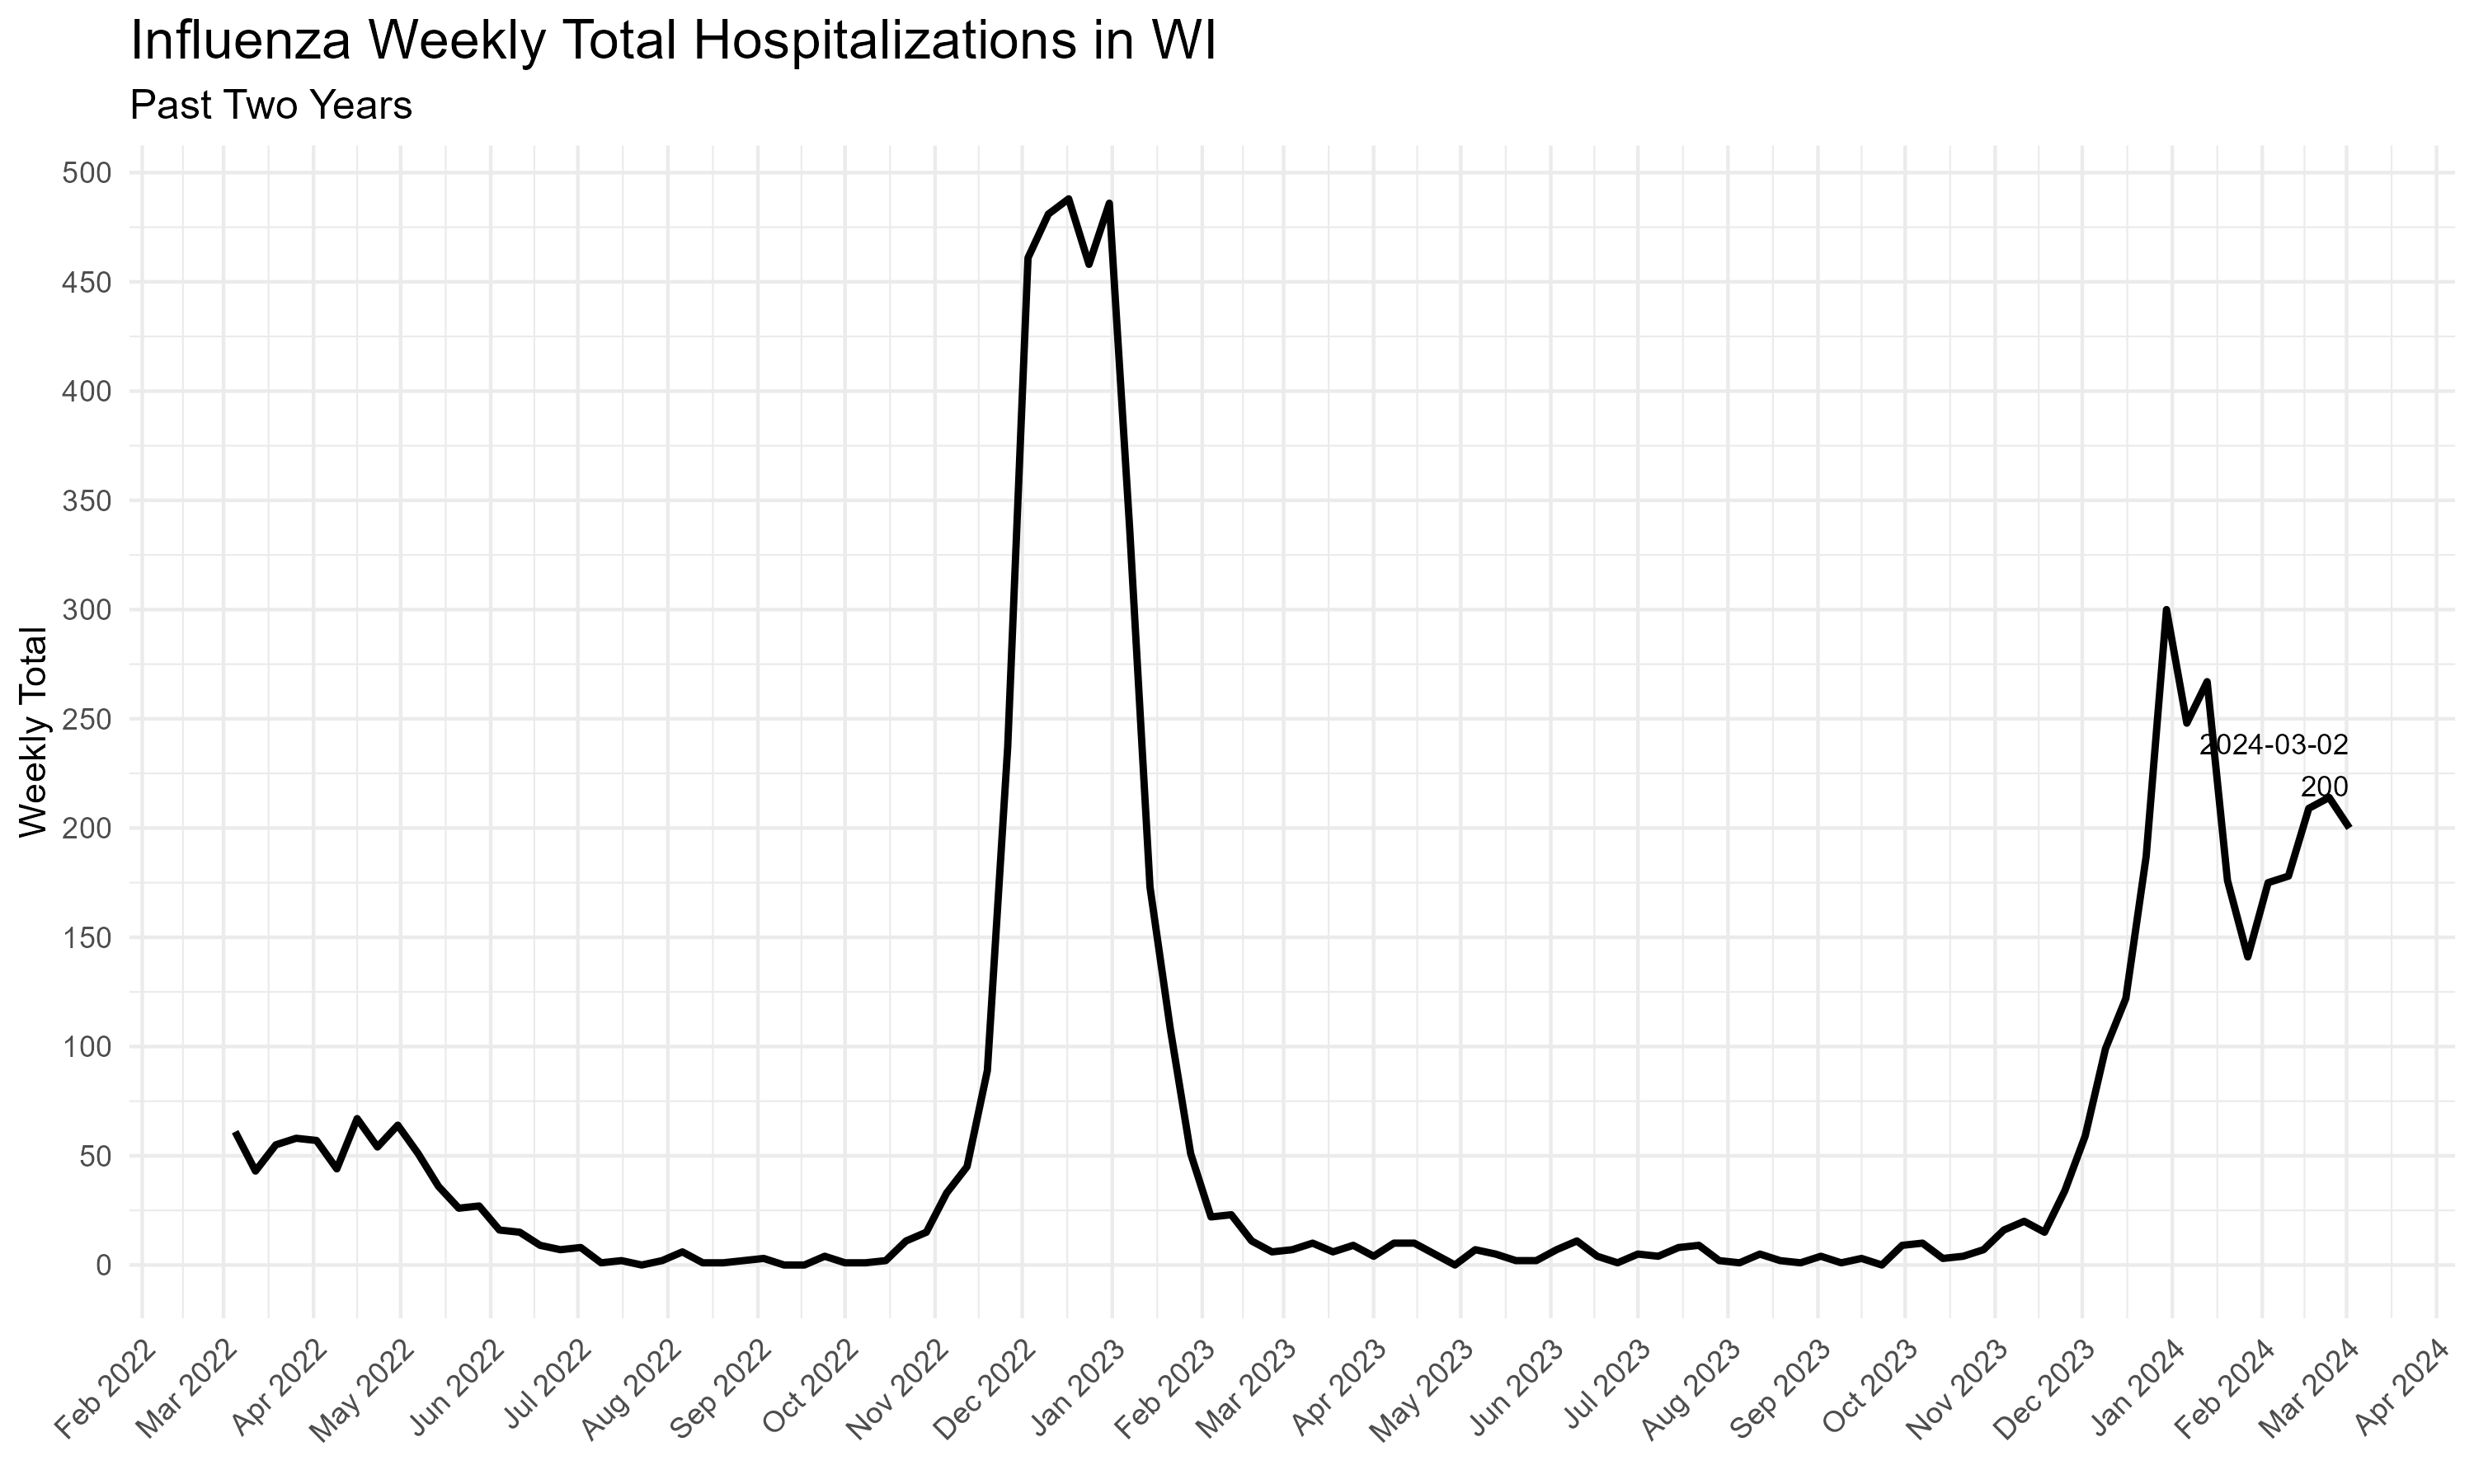 Influenza Weekly Total Hospitalizations in WI
Past Two Years
Weekly Total
500
450
400
350
300
250
200
150
100
50
0
2024-03-02
200
Feb 2022
Mar 2022
Apr 2022
May 2022
Jun 2022
Jul 2022
Aug 2022
Sep 2022
Oct 2022
Nov 2022
Dec 2022
Jan 2023
Feb 2023
Mar 2023
Apr 2023
May 2023
Jun 2023
Jul 2023
Aug 2023
Sep 2023
Oct 2023
Nov 2023
Dec 2023
Jan 2024
Feb 2024
Mar 2024
Apr 2024